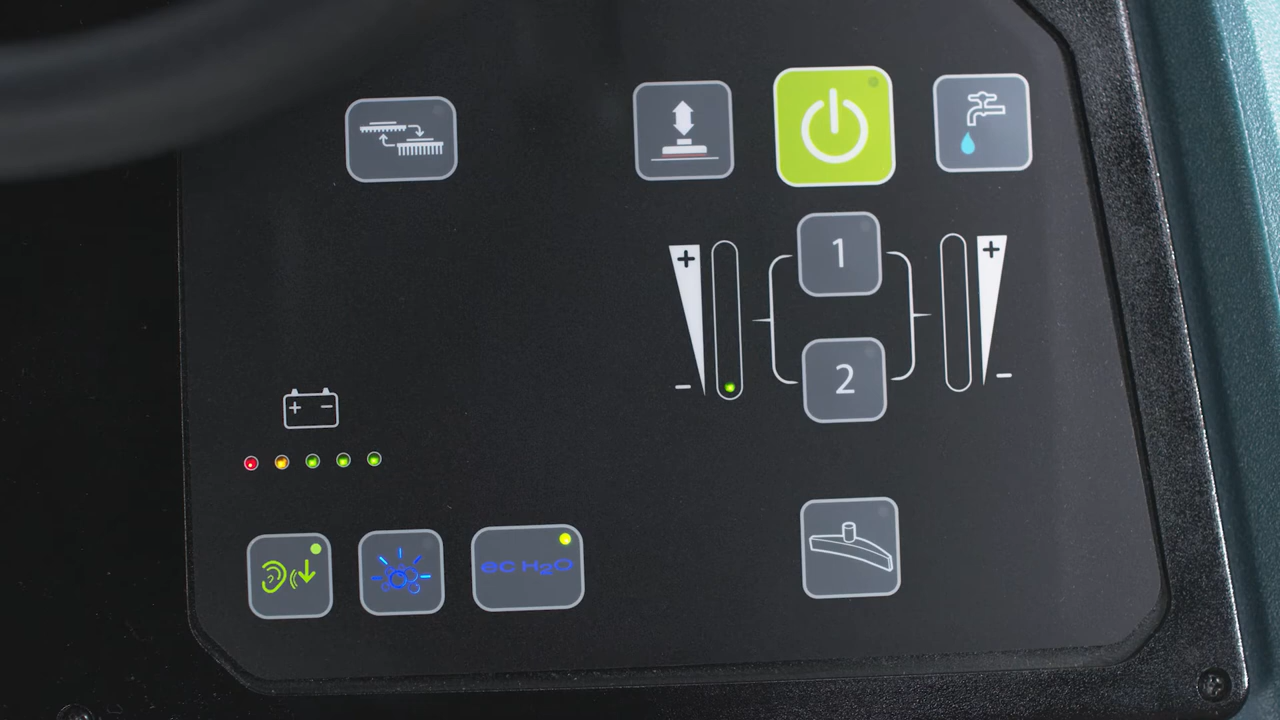 + 1 +
- 2 -
+ -
ec H2O